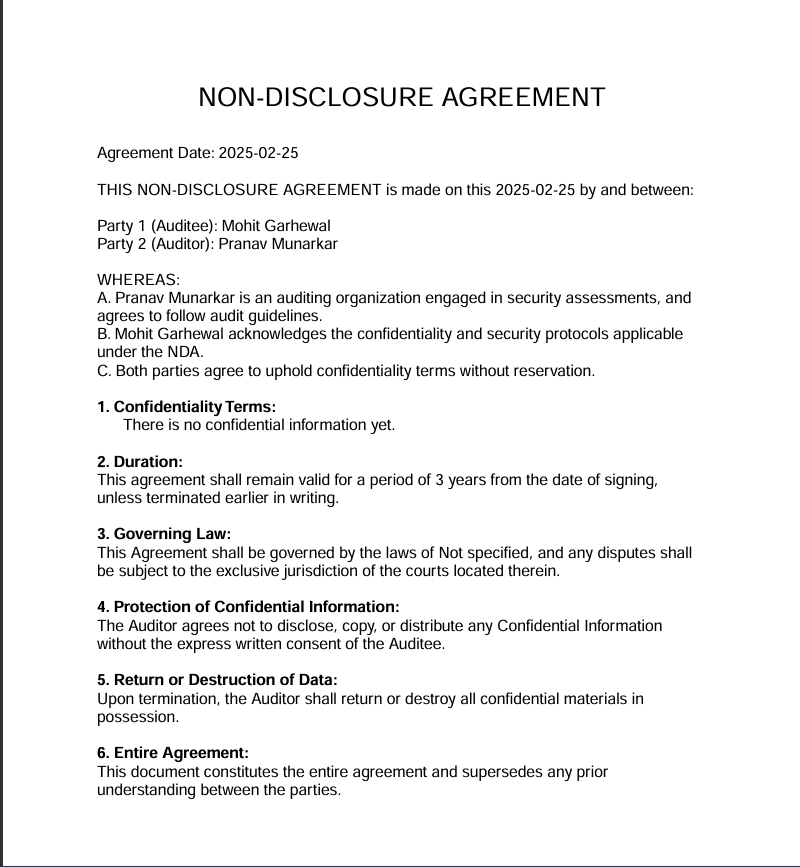 NON-DISCLOSURE AGREEMENT
Agreement Date: 2025-02-25
THIS NON-DISCLOSURE AGREEMENT is made on this 2025-02-25 by and between:
Party 1 (Auditee): Mohit Garhewal
Party 2 (Auditor): Pranav Munarkar
WHEREAS:
A. Pranav Munarkar is an auditing organization engaged in security assessments, and
agrees to follow audit guidelines.
B. Mohit Garhewal acknowledges the confidentiality and security protocols applicable
under the NDA.
C. Both parties agree to uphold confidentiality terms without reservation.
1. Confidentiality Terms:
There is no confidential information yet.
2. Duration:
This agreement shall remain valid for a period of 3 years from the date of signing,
unless terminated earlier in writing.
3. Governing Law:
This Agreement shall be governed by the laws of Not specified, and any disputes shall
be subject to the exclusive jurisdiction of the courts located therein.
4. Protection of Confidential Information:
The Auditor agrees not to disclose, copy, or distribute any Confidential Information
without the express written consent of the Auditee.
5. Return or Destruction of Data:
Upon termination, the Auditor shall return or destroy all confidential materials in
possession.
6. Entire Agreement:
This document constitutes the entire agreement and supersedes any prior
understanding between the parties.